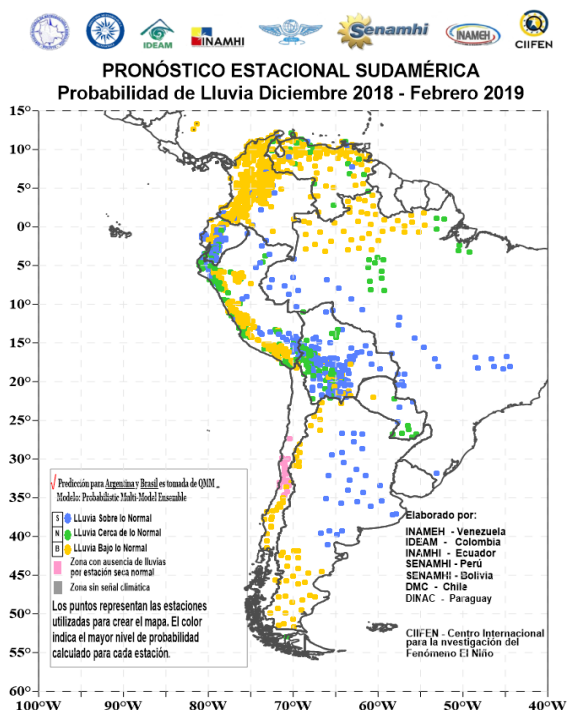 IDEAM
INAMHI
Senamhi
INAMEH
CIIFEN
PRONÓSTICO ESTACIONAL SUDAMÉRICA
Probabilidad de Lluvia Diciembre 2018 - Febrero 2019
15°
10°
5°
0°
5°
10°
15°
20°
25°
30°
35°
40°
45°
50°
55°
60°
√ Predicción para Argentina y Brasil es tomada de QMM _
Modelo: Probabilistic Multi-Model Ensemble
S LLuvia Sobre lo Normal
N LLuvia Cerca de lo Normal
B LLuvia Bajo lo Normal
Zona con ausencia de lluvias
por estación seca normal
Zona sin señal climática
Los puntos representan las estaciones
utilizadas para crear el mapa. El color
indica el mayor nivel de probabilidad
calculado para cada estación.
Elaborado por:
INAMEH - Venezuela
IDEAM - Colombia
INAMHI - Ecuador
SENAMHI - Perú
SENAMHI - Bolivia
DMC - Chile
DINAC - Paraguay
CIIFEN - Centro Internacional
para la nvestigación del
Fenómeno El Niño
100°W 90°W 80°W 70°W 60°W 50°W 40°W